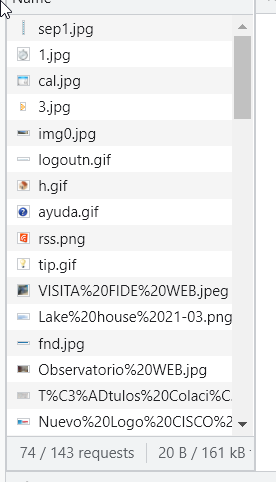 Name
sep1.jpg
1.jpg
cal.jpg
3.jpg
img0.jpg
logoutn.gif
h.gif
ayuda.gif
rss.png
tip.gif
VISITA%20FIDE%20WEB.jpeg
Lake%20house%2021-03.png
fnd.jpg
Observatorio%20WEB.jpg
T%C3%ADtulos%20Colaci%C.
Nuevo%20Logo%20CISCO%2
74 / 143 requests
20 B / 161 kB t